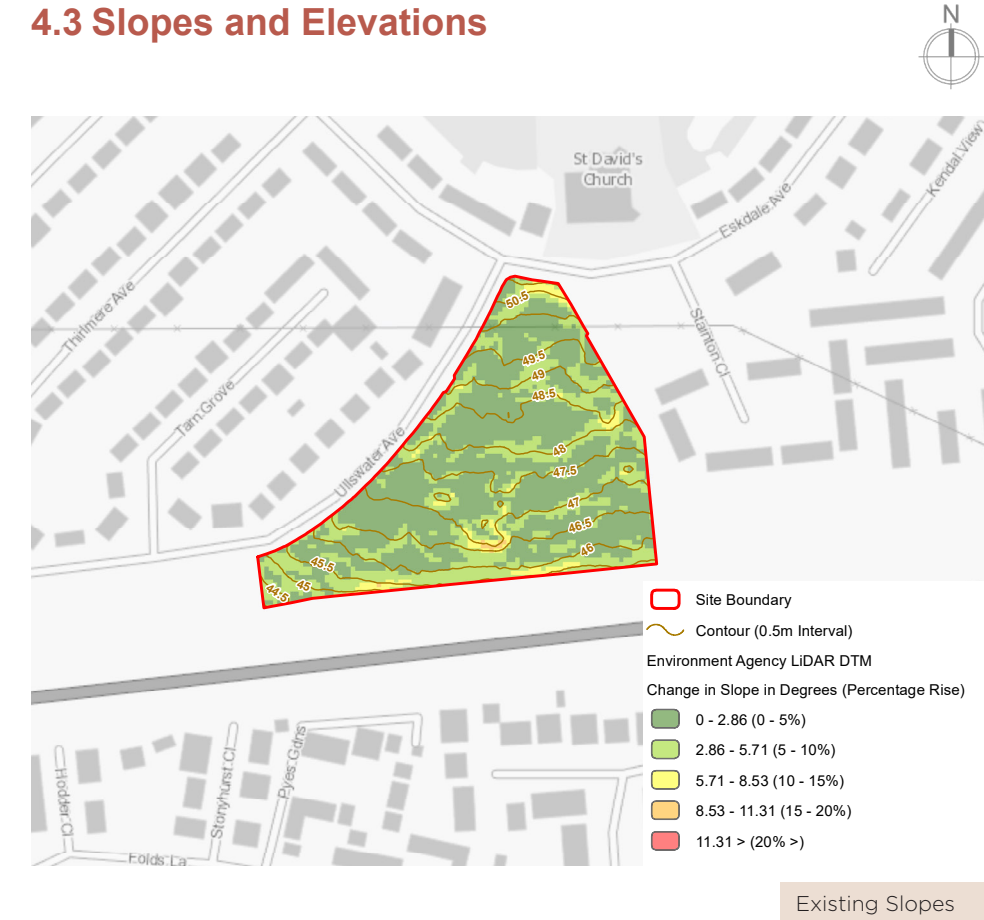 4.3 Slopes and Elevations
N
St David's
Church
Kendal View
Eskdale Ave
Thirlmere Ave
Stainton Cl
Tarn Grove
Ullswater Ave
50.5
49.5
49
48.5
48
47.5
47
46.5
46
45.5
45
44.5
Site Boundary
Contour (0.5m Interval)
Environment Agency LiDAR DTM
Change in Slope in Degrees (Percentage Rise)
0 - 2.86 (0 - 5%)
2.86 - 5.71 (5 - 10%)
5.71 - 8.53 (10 - 15%)
8.53 - 11.31 (15 - 20%)
11.31 > (20% >)
Hodder Cl
Stonyhurst Cl
Pyes Gdns
Folds La
Existing Slopes